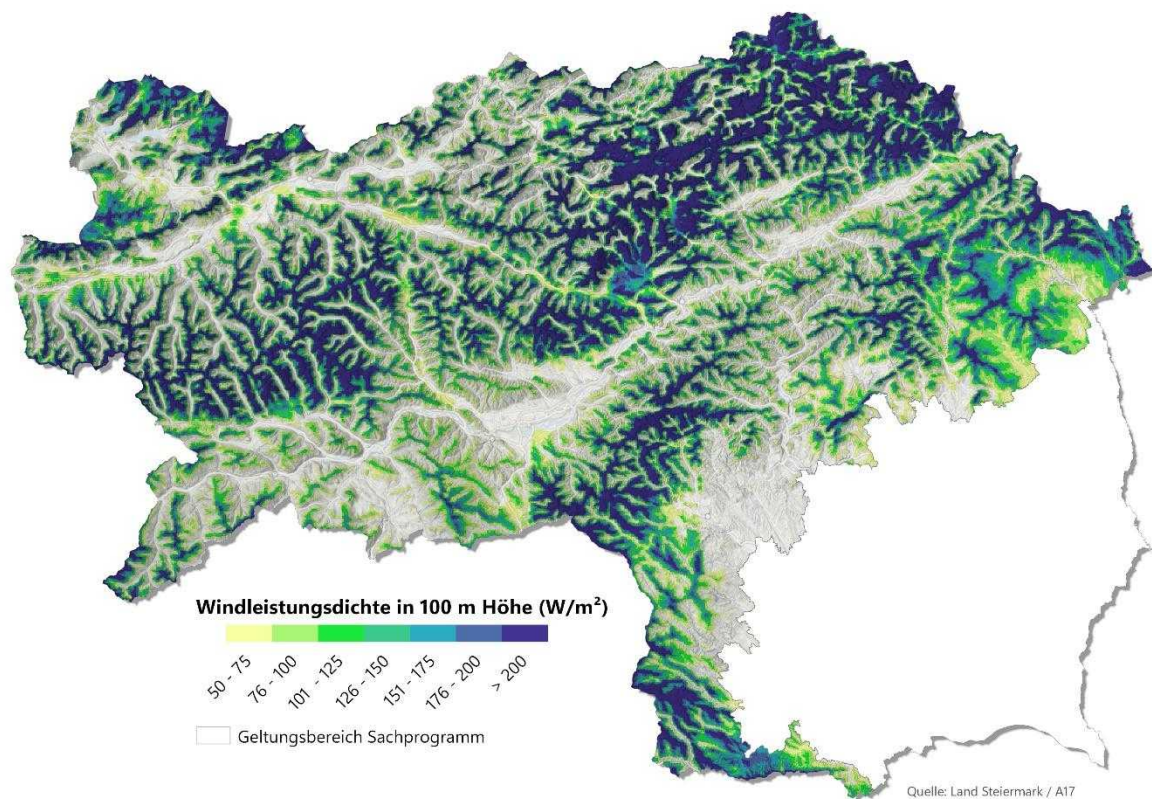 Windleistungsdichte in 100 m Höhe (W/m²)
50 - 75
76 - 100
101 - 125
126 - 150
151 - 175
176 - 200
> 200
Geltungsbereich Sachprogramm
Quelle: Land Steiermark / A17